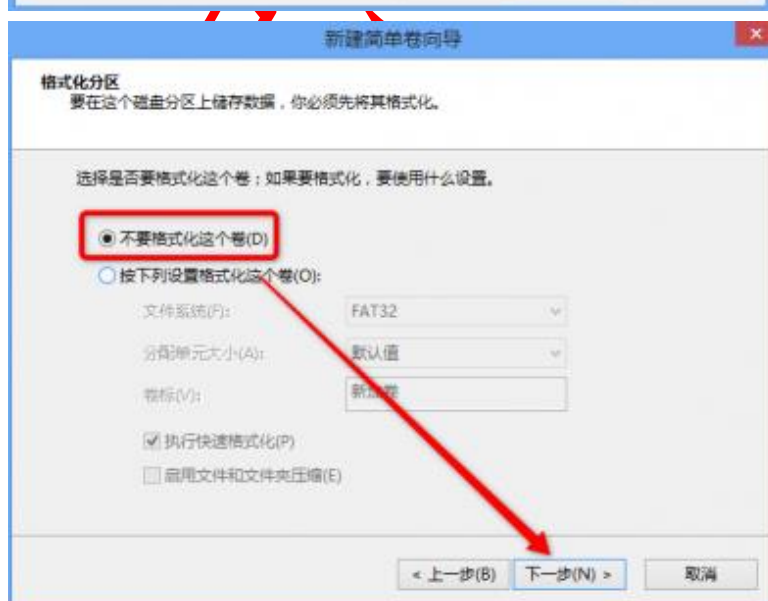 新建简单卷向导
格式化分区
要在这个磁盘分区上储存数据，你必须先将其格式化。
选择是否要格式化这个卷；如果要格式化，要使用什么设置。
不要格式化这个卷(D)
按下列设置格式化这个卷(O):
文件系统(F): FAT32
分配单元大小(A): 默认值
卷标(V): 新加卷
执行快速格式化(P)
启用文件和文件夹压缩(E)
< 上一步(B) 下一步(N) > 取消